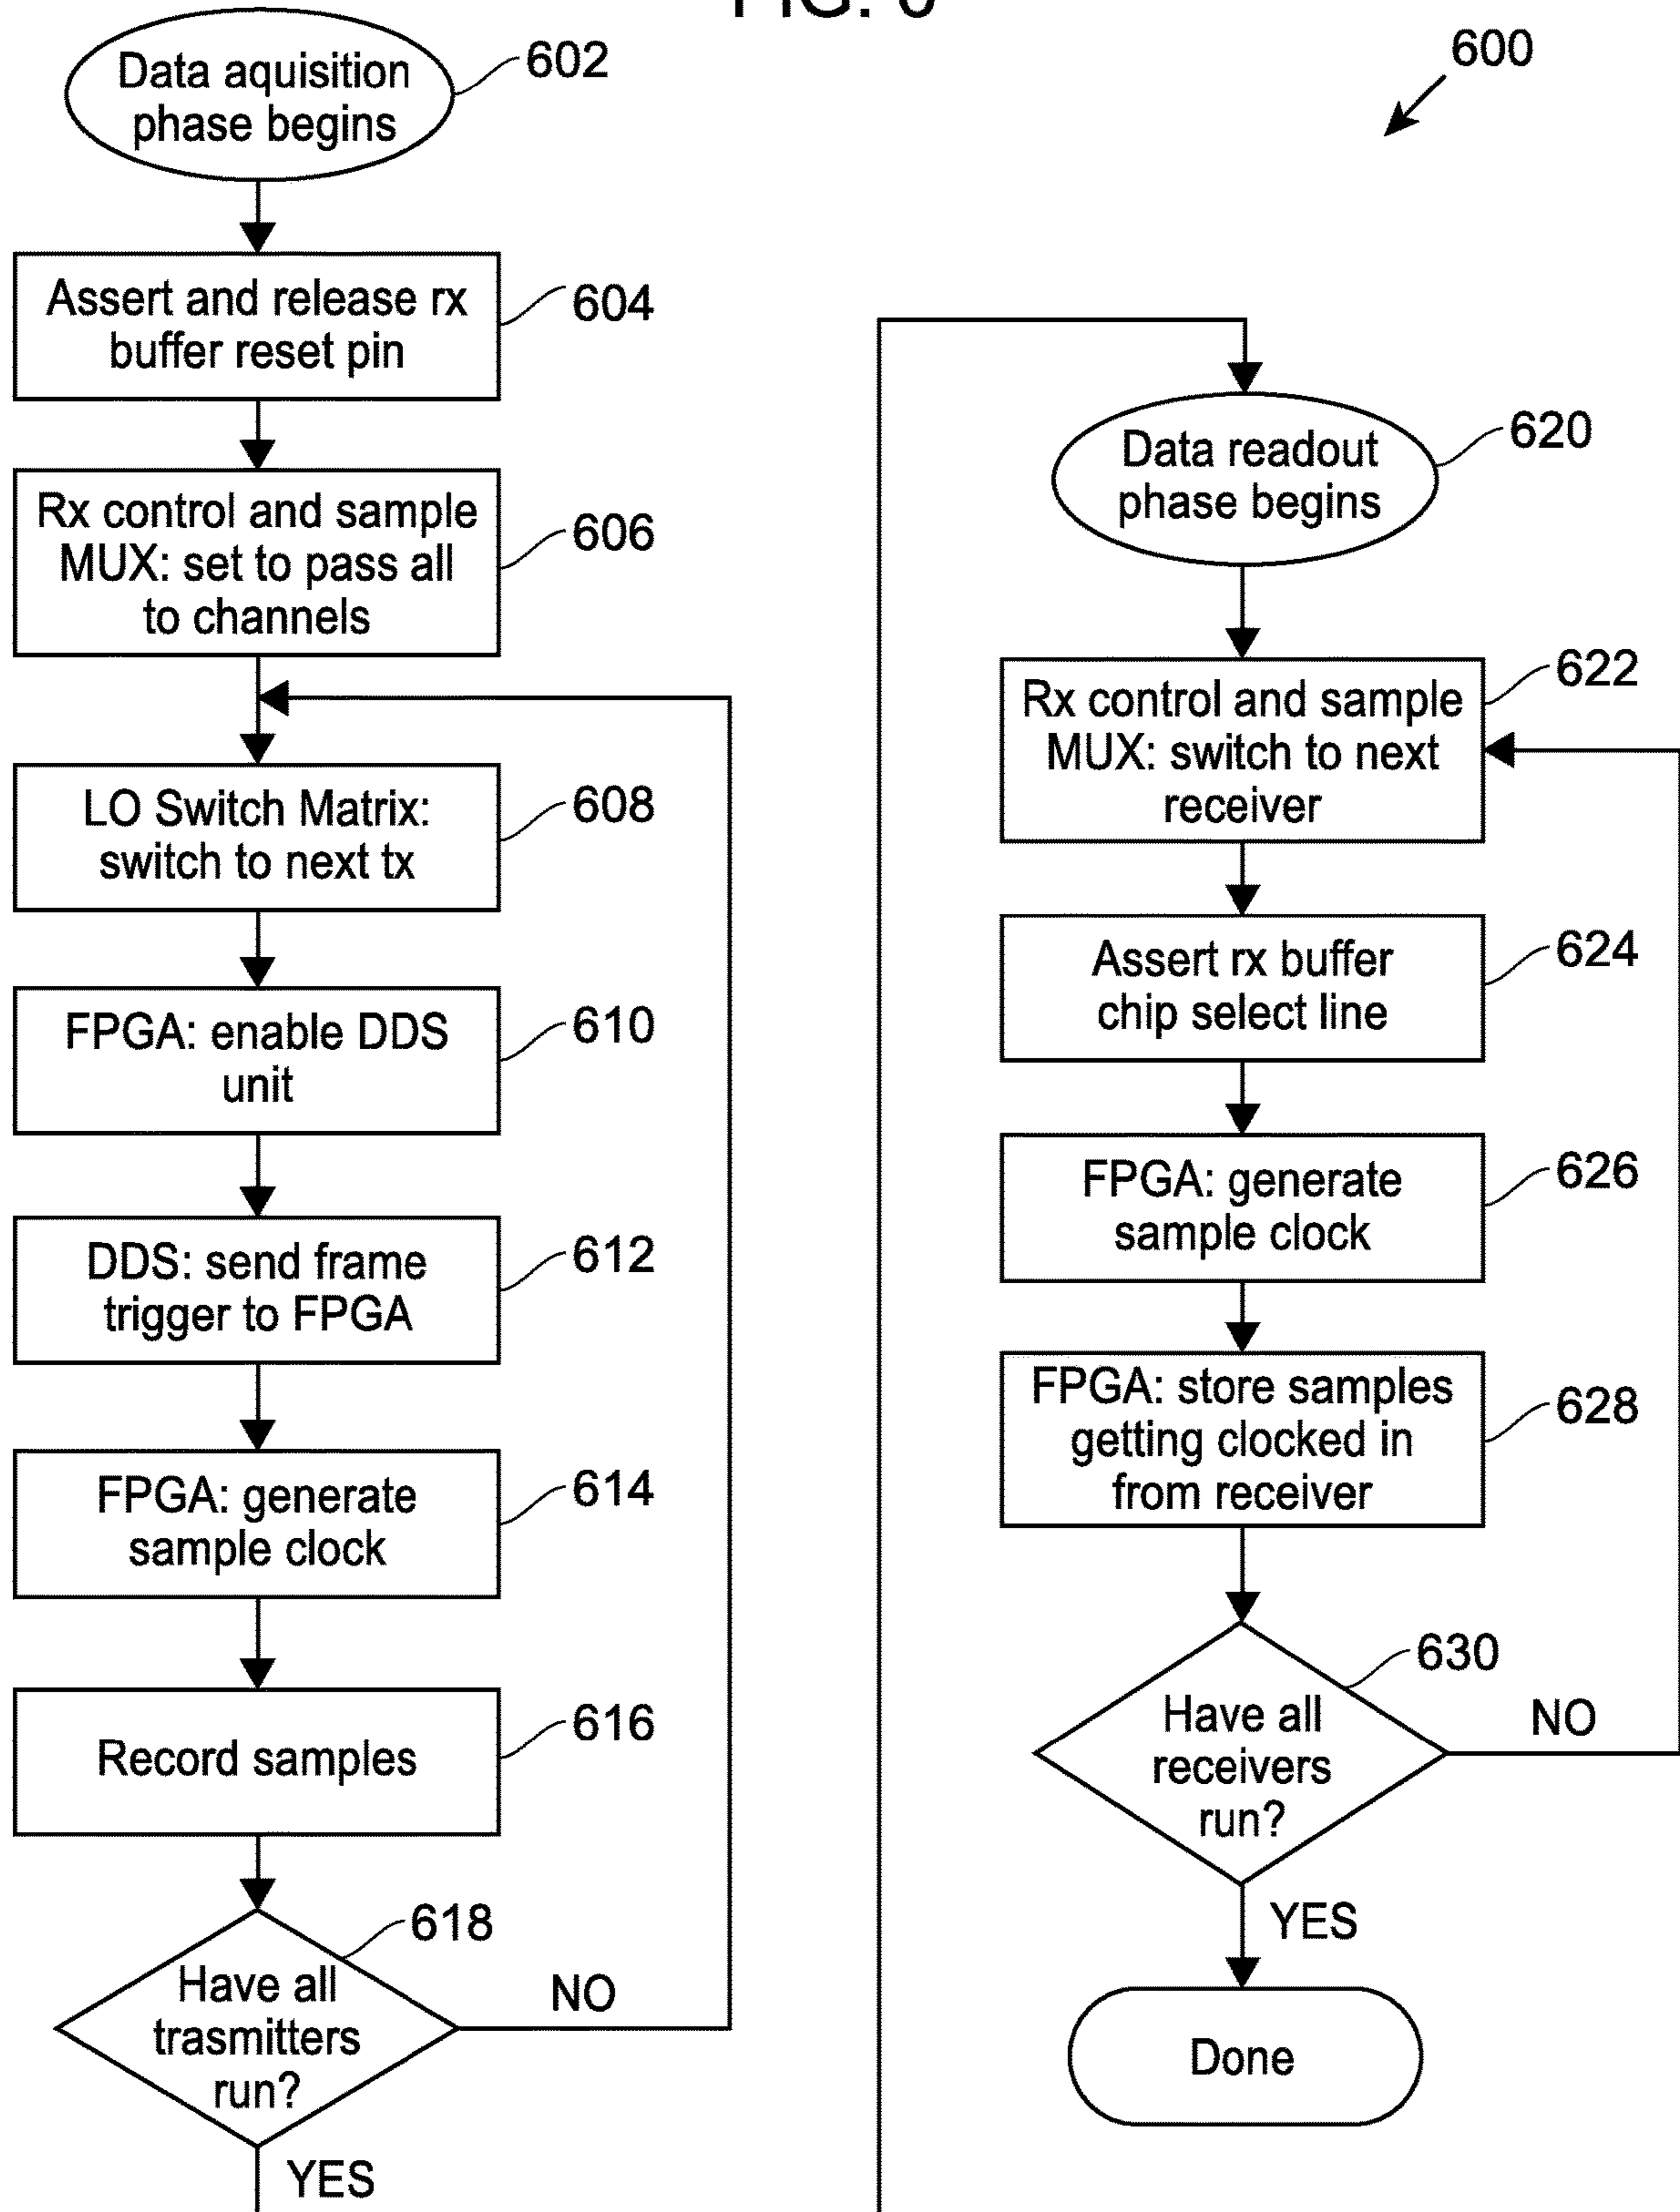 FIG. 6
600
Data aquisition
phase begins
602
Assert and release rx
buffer reset pin
604
Rx control and sample
MUX: set to pass all
to channels
606
LO Switch Matrix:
switch to next tx
608
FPGA: enable DDS
unit
610
DDS: send frame
trigger to FPGA
612
FPGA: generate
sample clock
614
Record samples
616
Have all
trasmitters
run?
618
NO
YES
Data readout
phase begins
620
Rx control and sample
MUX: switch to next
receiver
622
Assert rx buffer
chip select line
624
FPGA: generate
sample clock
626
FPGA: store samples
getting clocked in
from receiver
628
Have all
receivers
run?
630
NO
YES
Done